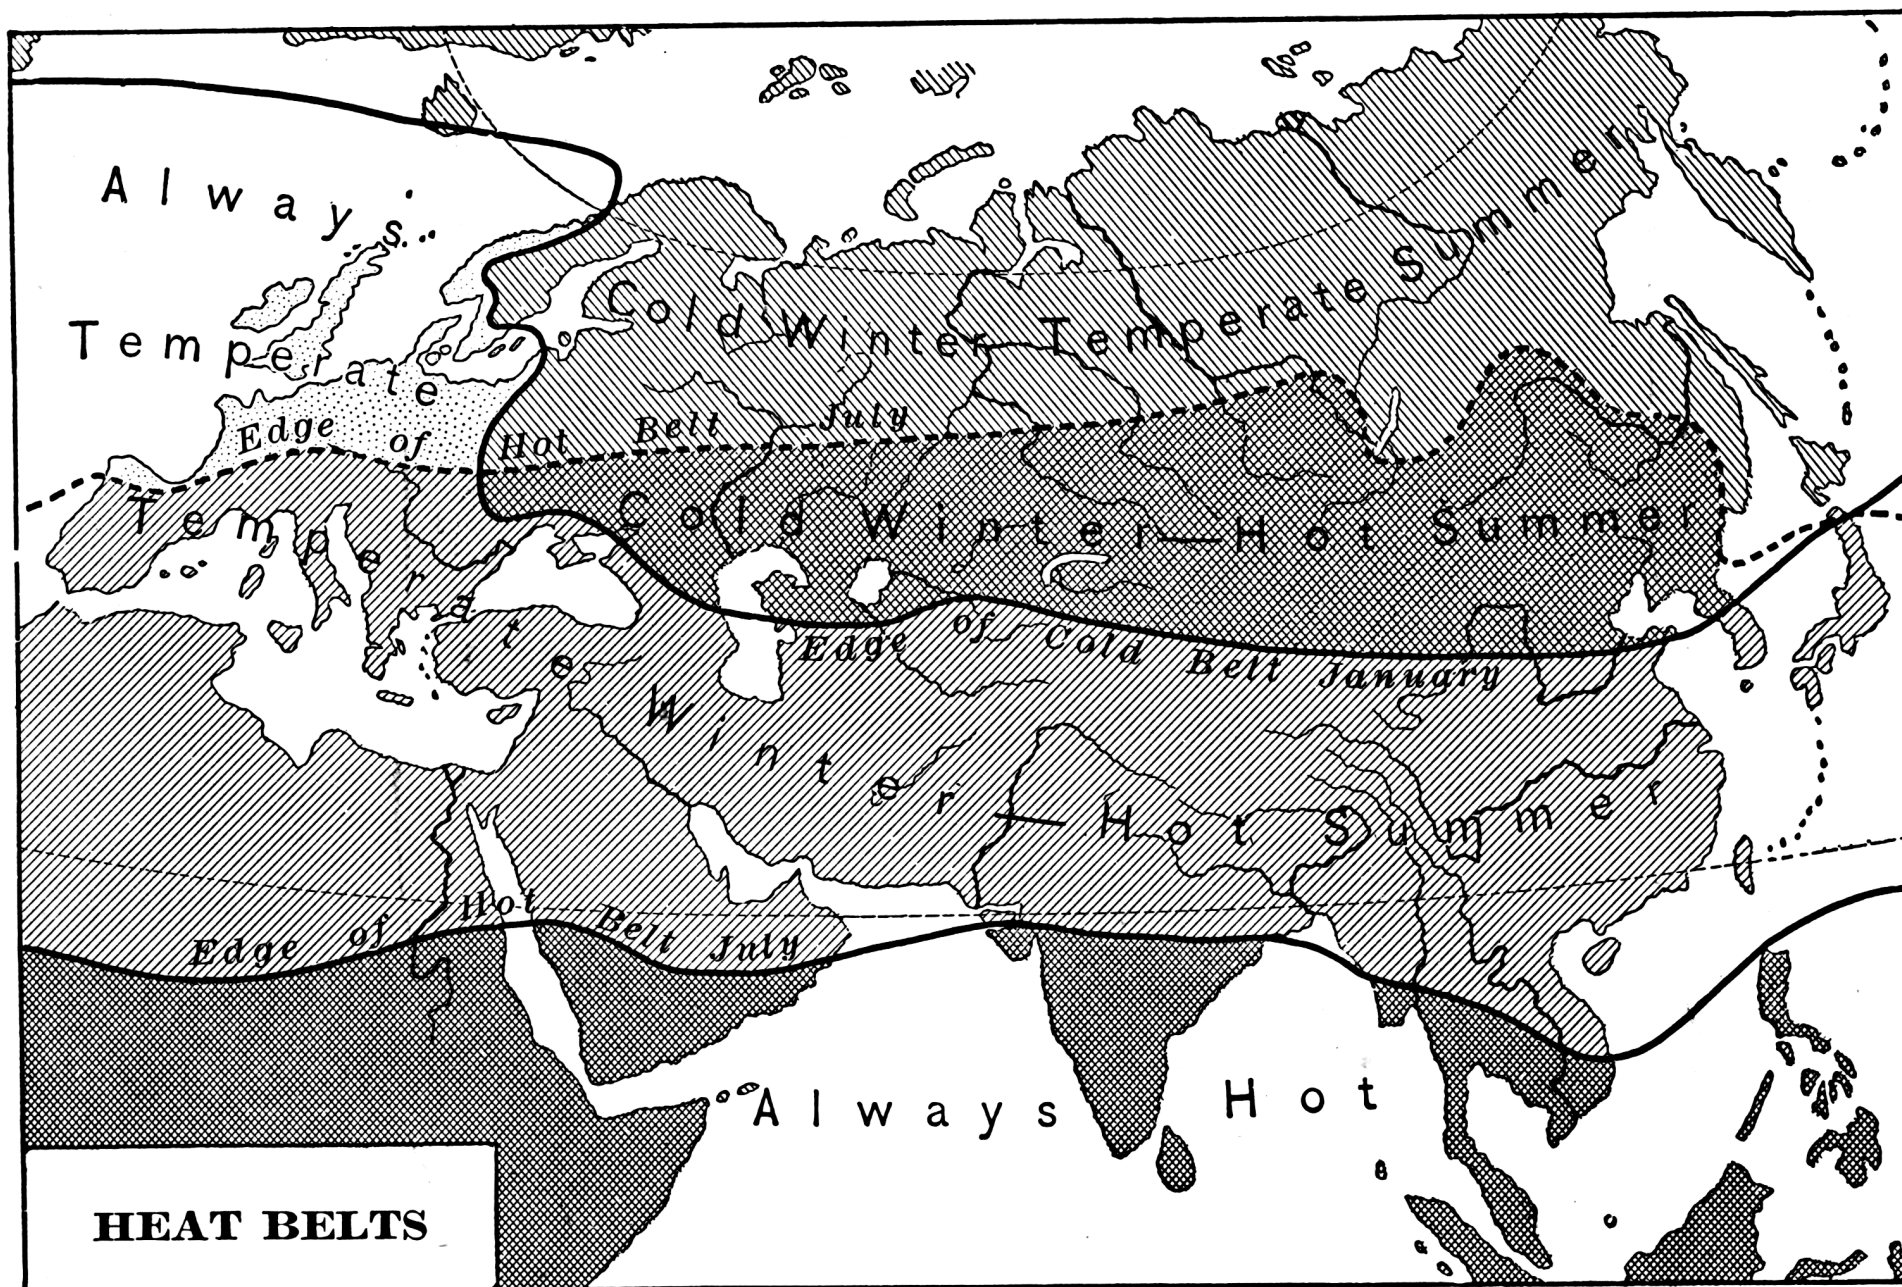 Always
Temperate
Cold Winter Temperate Summer
Edge of Hot Belt July
Cold Winter—Hot Summer
Edge of Cold Belt January
Temperate Winter—Hot Summer
Edge of Hot Belt July
Always Hot
HEAT BELTS